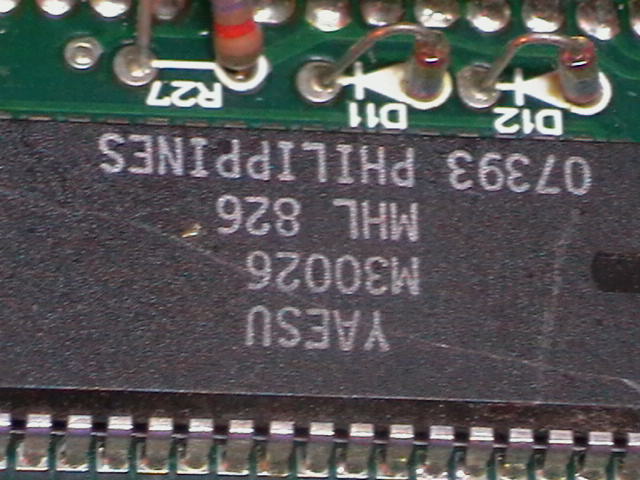 YAESU
M30026
MHL 826
07393 PHILIPPINES
D12
D11
R27